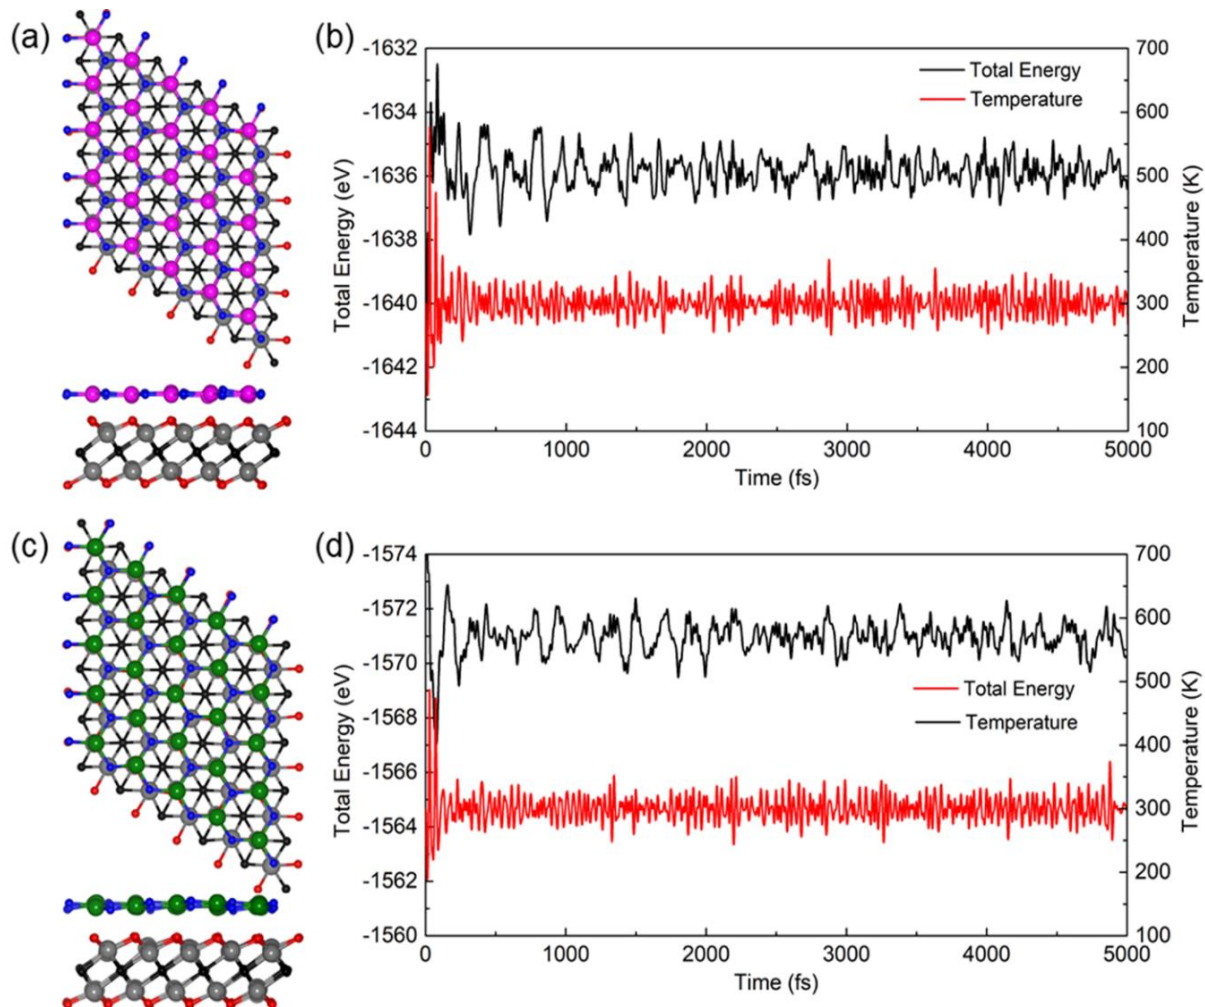 (a)
(b)
-1632
-1634
-1636
-1638
-1640
-1642
-1644
Total Energy (eV)
Total Energy
Temperature
700
600
500
400
300
200
100
Temperature (K)
0 1000 2000 3000 4000 5000
Time (fs)
(c)
(d)
-1574
-1572
-1570
-1568
-1566
-1564
-1562
-1560
Total Energy (eV)
Total Energy
Temperature
700
600
500
400
300
200
100
Temperature (K)
0 1000 2000 3000 4000 5000
Time (fs)